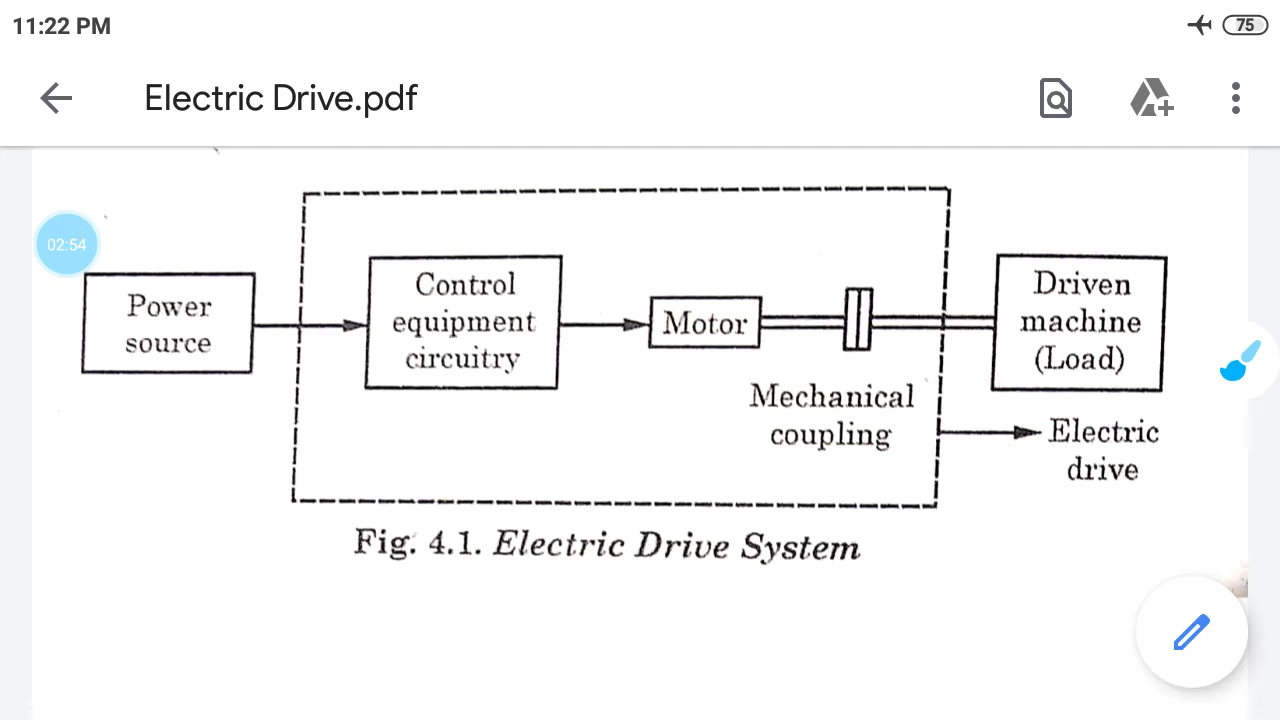 11:22 PM
75
Electric Drive.pdf
02:54
Power
source
Control
equipment
circuitry
Motor
Mechanical
coupling
Driven
machine
(Load)
Electric
drive
Fig. 4.1. Electric Drive System